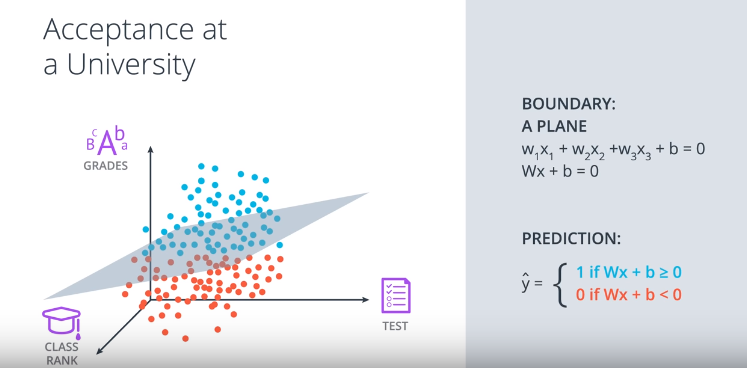 Acceptance at
a University
c b
B A a
GRADES
TEST
CLASS
RANK
BOUNDARY:
A PLANE
w₁x₁ + w₂x₂ +w₃x₃ + b = 0
Wx + b = 0
PREDICTION:
ŷ = { 1 if Wx + b ≥ 0
0 if Wx + b < 0